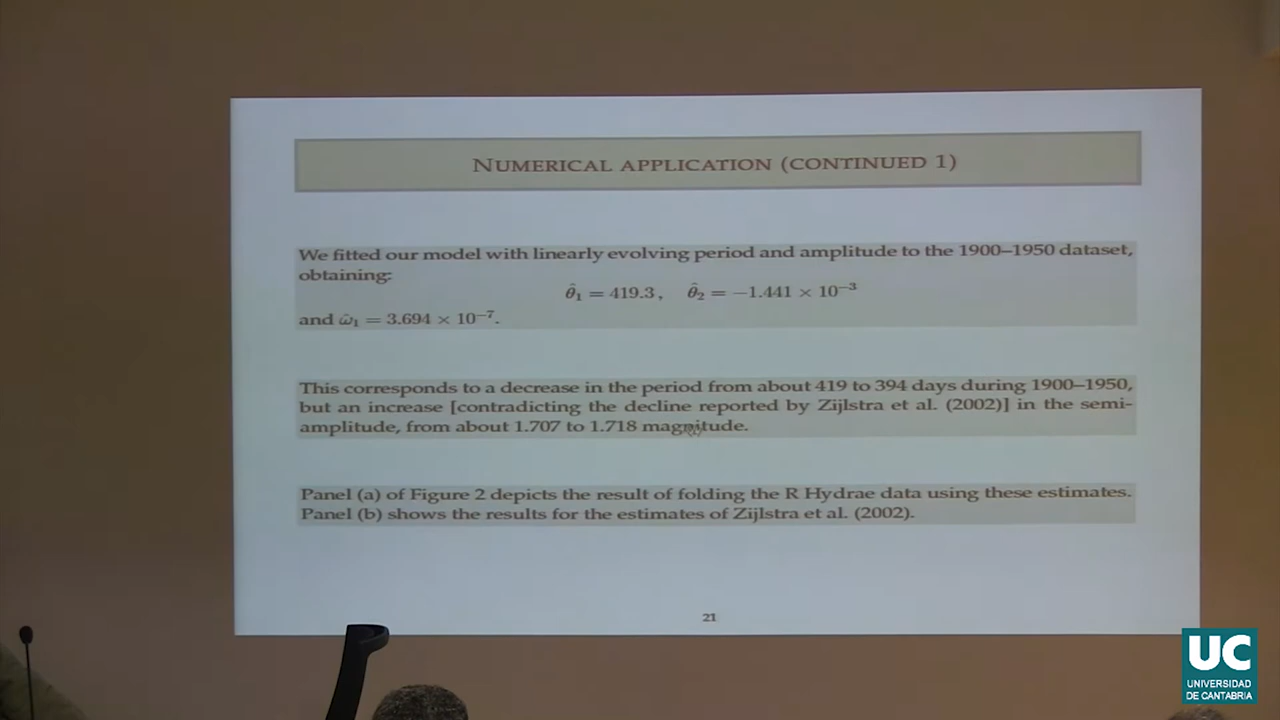 NUMERICAL APPLICATION (CONTINUED 1)
We fitted our model with linearly evolving period and amplitude to the 1900–1950 dataset,
obtaining:
θ̂₁ = 419.3, θ̂₂ = −1.441 × 10⁻³
and ω̂₁ = 3.694 × 10⁻⁷.
This corresponds to a decrease in the period from about 419 to 394 days during 1900–1950,
but an increase [contradicting the decline reported by Zijlstra et al. (2002)] in the semi-
amplitude, from about 1.707 to 1.718 magnitude.
Panel (a) of Figure 2 depicts the result of folding the R Hydrae data using these estimates.
Panel (b) shows the results for the estimates of Zijlstra et al. (2002).
21
UC
UNIVERSIDAD
DE CANTABRIA